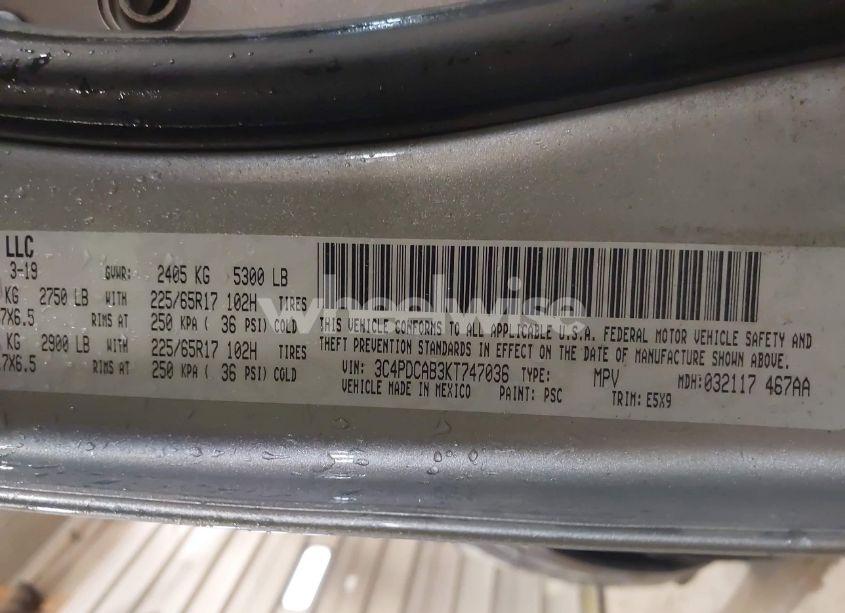 LLC
3-19 GVWR: 2405 KG 5300 LB
KG 2750 LB WITH 225/65R17 102H TIRES
7X6.5 RIMS AT 250 KPA ( 36 PSI) COLD
KG 2900 LB WITH 225/65R17 102H TIRES
.7X6.5 RIMS AT 250 KPA ( 36 PSI) COLD
THIS VEHICLE CONFORMS TO ALL APPLICABLE U.S.A. FEDERAL MOTOR VEHICLE SAFETY AND
THEFT PREVENTION STANDARDS IN EFFECT ON THE DATE OF MANUFACTURE SHOWN ABOVE.
VIN: 3C4PDCAB3KT747036 TYPE: MPV MDH:032117 467AA
VEHICLE MADE IN MEXICO PAINT: PSC TRIM: E5X9
wheelwise